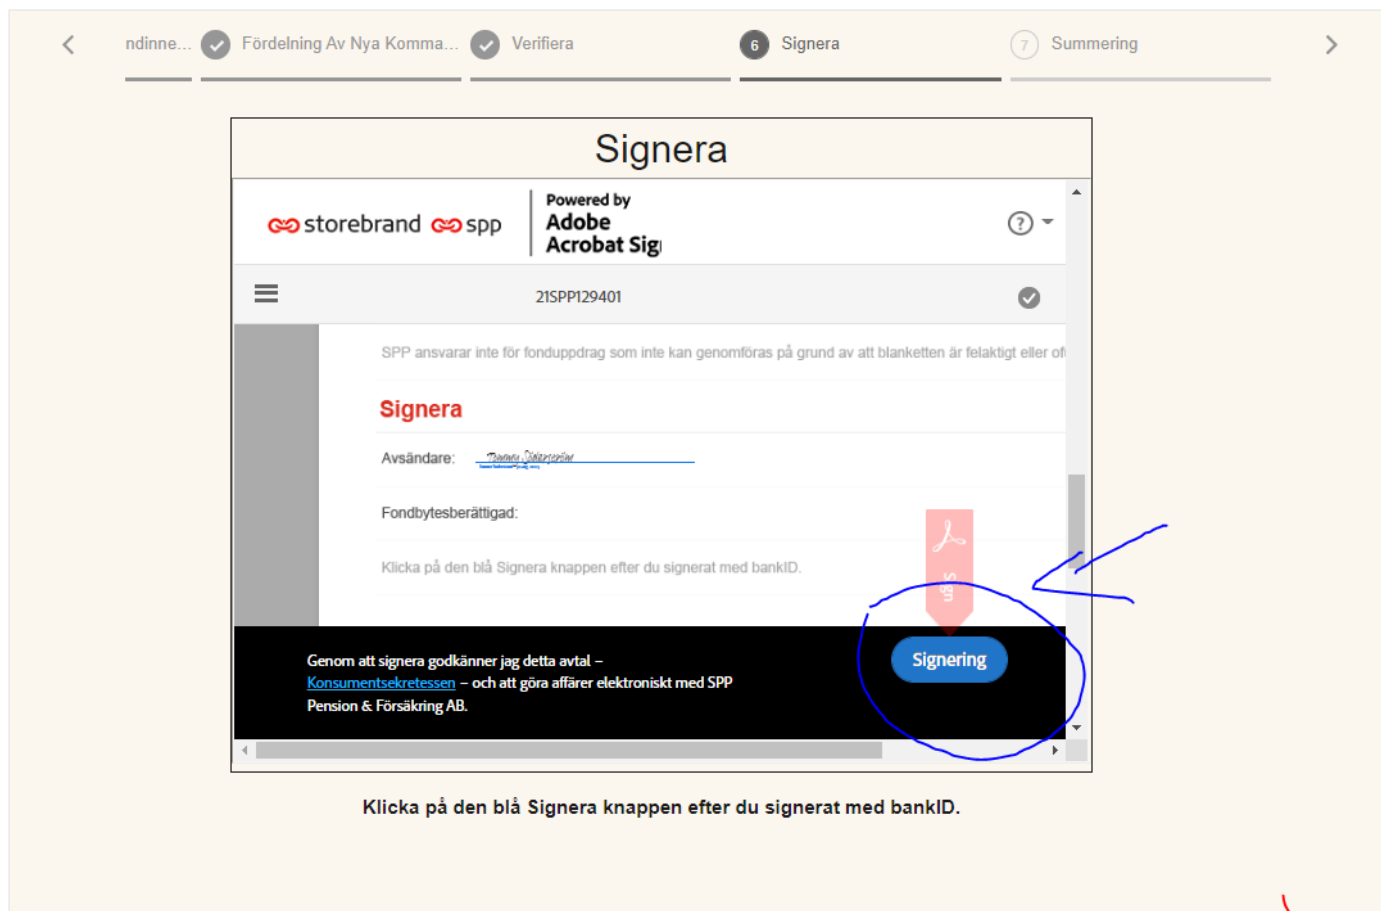 ndinne...
Fördelning Av Nya Komma...
Verifiera
6 Signera
7 Summering
Signera
storebrand spp
Powered by
Adobe
Acrobat Sig
?
21SPP129401
SPP ansvarar inte för fonduppdrag som inte kan genomföras på grund av att blanketten är felaktigt eller of
Signera
Avsändare: Tommy Söderström
Fondbytesberättigad:
Klicka på den blå Signera knappen efter du signerat med bankID.
Sign
Genom att signera godkänner jag detta avtal –
Konsumentsekretessen – och att göra affärer elektroniskt med SPP
Pension & Försäkring AB.
Signering
Klicka på den blå Signera knappen efter du signerat med bankID.